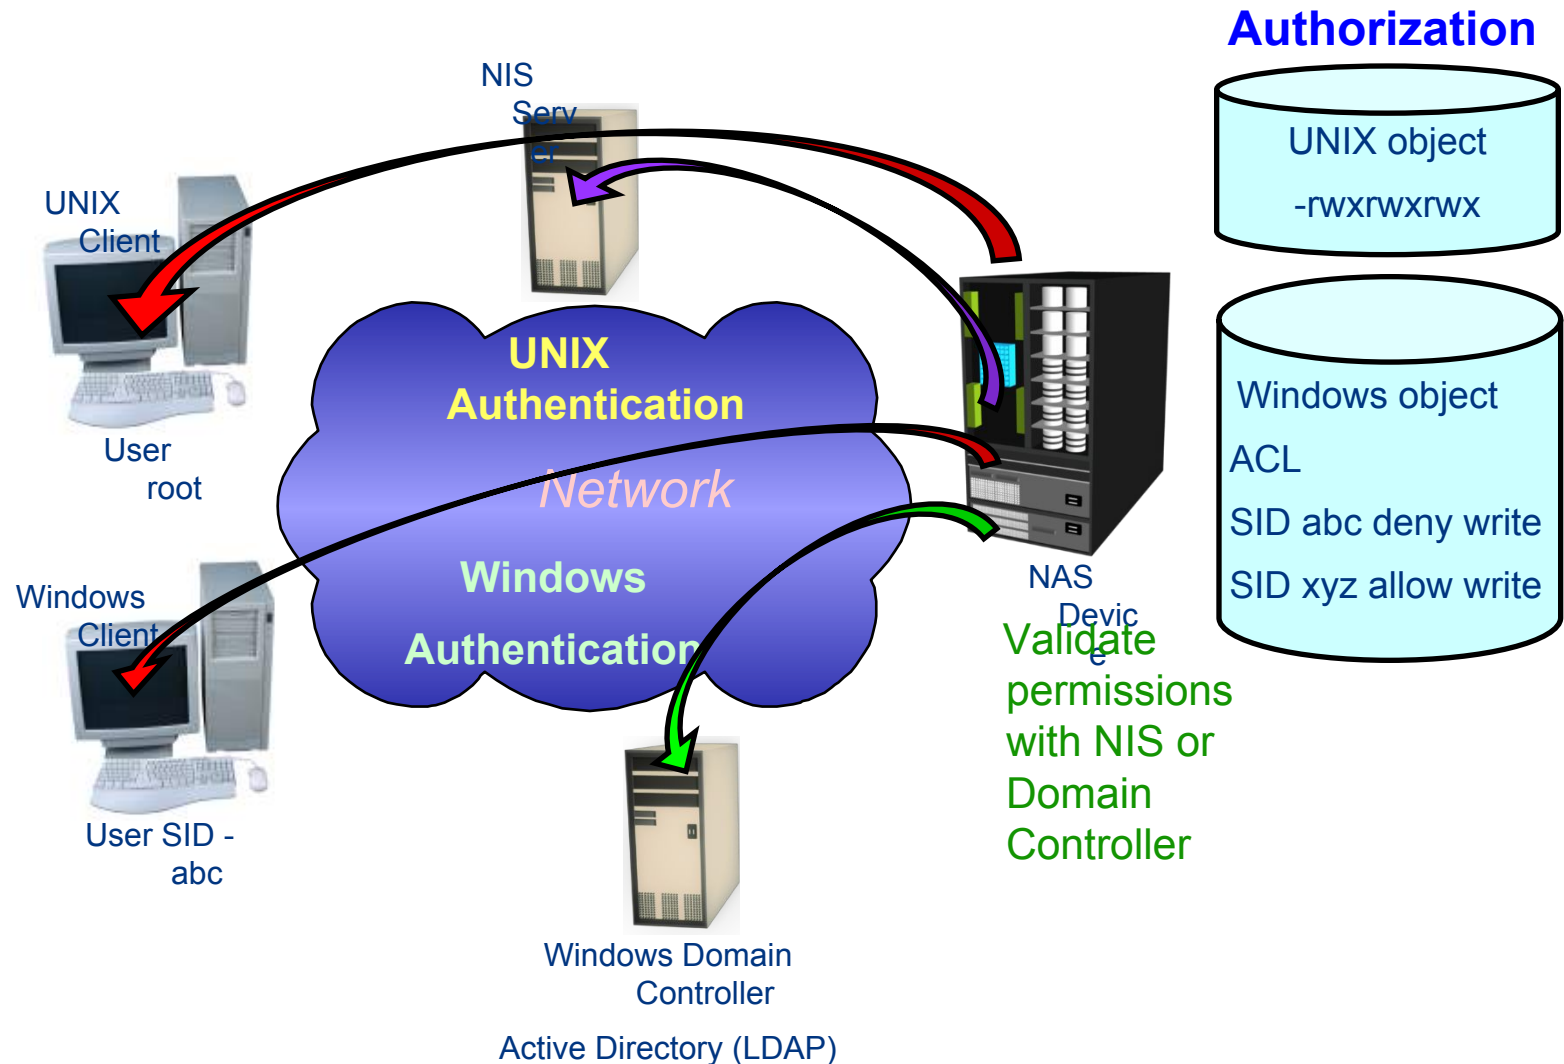 Authorization
NIS
Serv
er
UNIX object
-rwxrwxrwx
UNIX
Client
User
root
UNIX
Authentication
Network
Windows
Authentication
Windows object
ACL
SID abc deny write
SID xyz allow write
NAS
Devic
e
Validate
permissions
with NIS or
Domain
Controller
Windows
Client
User SID -
abc
Windows Domain
Controller
Active Directory (LDAP)